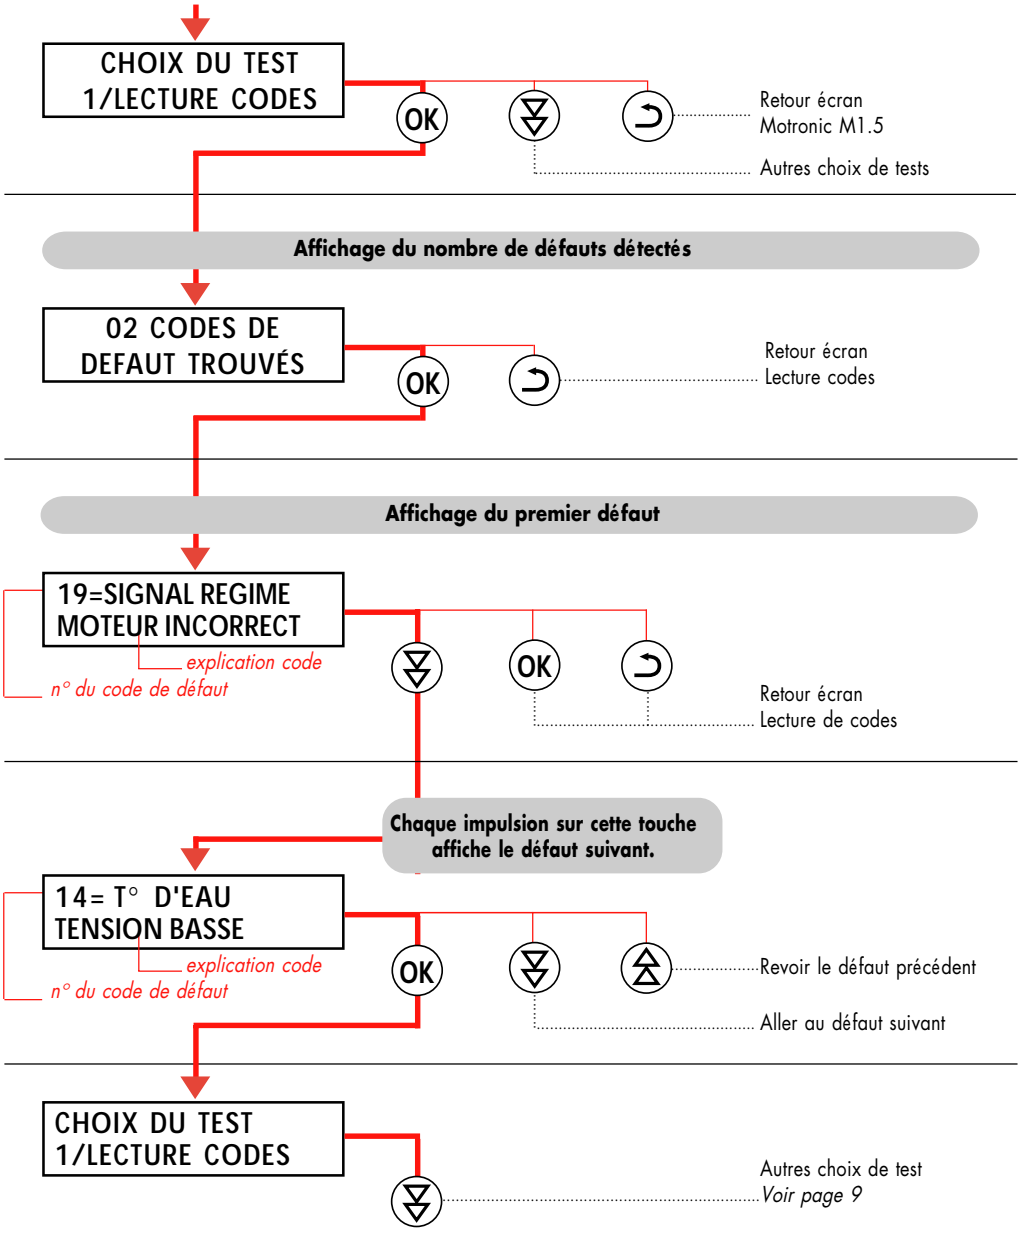 CHOIX DU TEST
1/LECTURE CODES
OK
Retour écran
Motronic M1.5
Autres choix de tests
Affichage du nombre de défauts détectés
02 CODES DE
DEFAUT TROUVÉS
OK
Retour écran
Lecture codes
Affichage du premier défaut
19=SIGNAL REGIME
MOTEUR INCORRECT
explication code
n° du code de défaut
OK
Retour écran
Lecture de codes
Chaque impulsion sur cette touche
affiche le défaut suivant.
14= T° D'EAU
TENSION BASSE
explication code
n° du code de défaut
OK
Revoir le défaut précédent
Aller au défaut suivant
CHOIX DU TEST
1/LECTURE CODES
Autres choix de test
Voir page 9